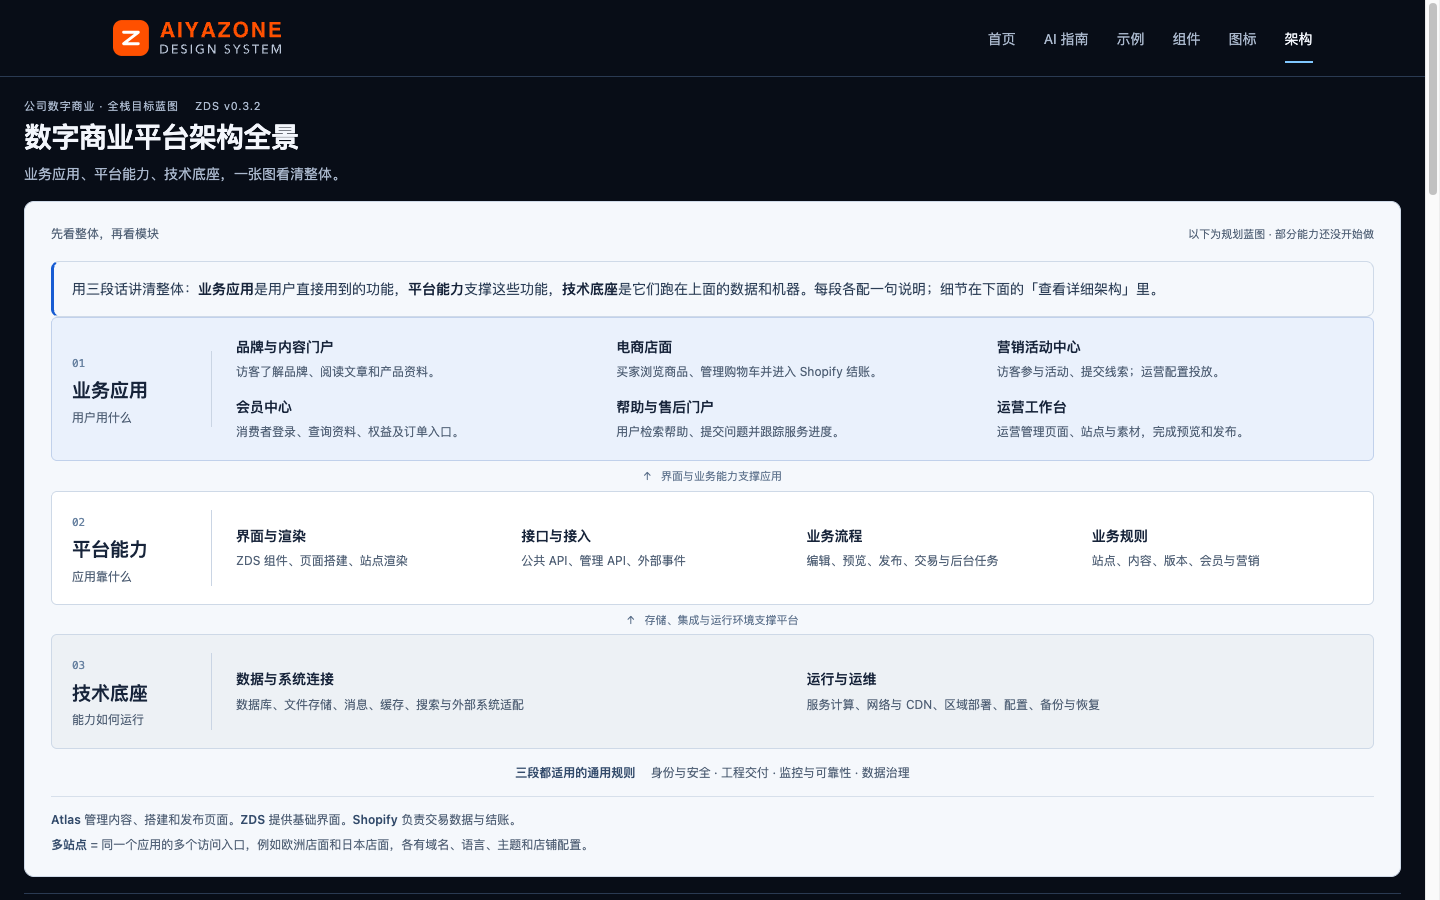 AIYAZONE
DESIGN SYSTEM
首页 AI 指南 示例 组件 图标 架构
公司数字商业 · 全栈目标蓝图 ZDS v0.3.2
数字商业平台架构全景
业务应用、平台能力、技术底座，一张图看清整体。
先看整体，再看模块
以下为规划蓝图 · 部分能力还没开始做
用三段话讲清整体：业务应用是用户直接用到的功能，平台能力支撑这些功能，技术底座是它们跑在上面的数据和机器。每段各配一句说明；细节在下面的「查看详细架构」里。
01
业务应用
用户用什么
品牌与内容门户
访客了解品牌、阅读文章和产品资料。
电商店面
买家浏览商品、管理购物车并进入 Shopify 结账。
营销活动中心
访客参与活动、提交线索；运营配置投放。
会员中心
消费者登录、查询资料、权益及订单入口。
帮助与售后门户
用户检索帮助、提交问题并跟踪服务进度。
运营工作台
运营管理页面、站点与素材，完成预览和发布。
↑ 界面与业务能力支撑应用
02
平台能力
应用靠什么
界面与渲染
ZDS 组件、页面搭建、站点渲染
接口与接入
公共 API、管理 API、外部事件
业务流程
编辑、预览、发布、交易与后台任务
业务规则
站点、内容、版本、会员与营销
↑ 存储、集成与运行环境支撑平台
03
技术底座
能力如何运行
数据与系统连接
数据库、文件存储、消息、缓存、搜索与外部系统适配
运行与运维
服务计算、网络与 CDN、区域部署、配置、备份与恢复
三段都适用的通用规则 身份与安全 · 工程交付 · 监控与可靠性 · 数据治理
Atlas 管理内容、搭建和发布页面。ZDS 提供基础界面。Shopify 负责交易数据与结账。
多站点 = 同一个应用的多个访问入口，例如欧洲店面和日本店面，各有域名、语言、主题和店铺配置。